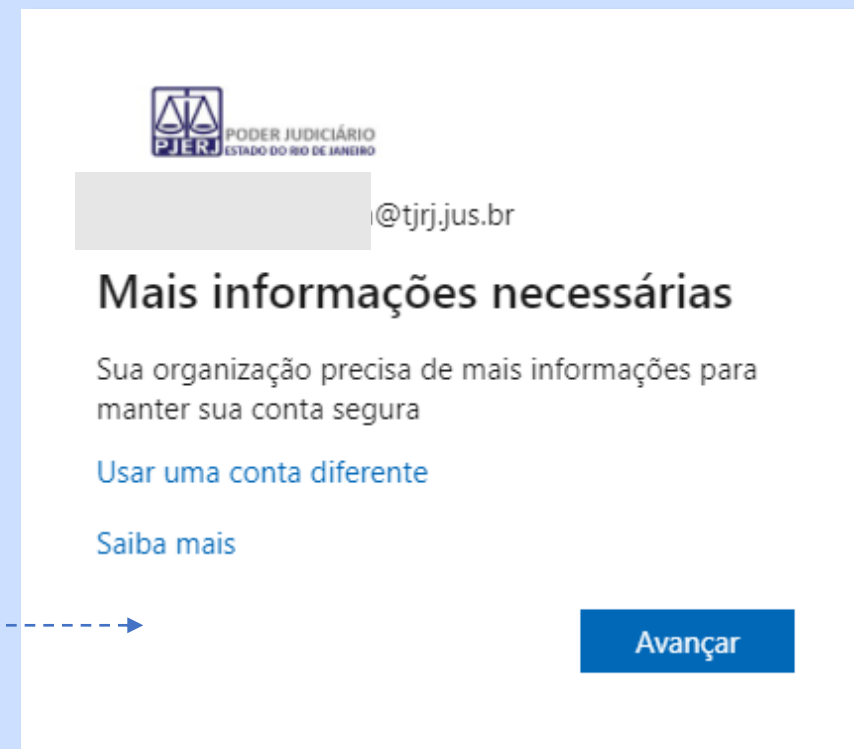 PJERJ
PODER JUDICIÁRIO
ESTADO DO RIO DE JANEIRO
@tjrj.jus.br
Mais informações necessárias
Sua organização precisa de mais informações para
manter sua conta segura
Usar uma conta diferente
Saiba mais
Avançar